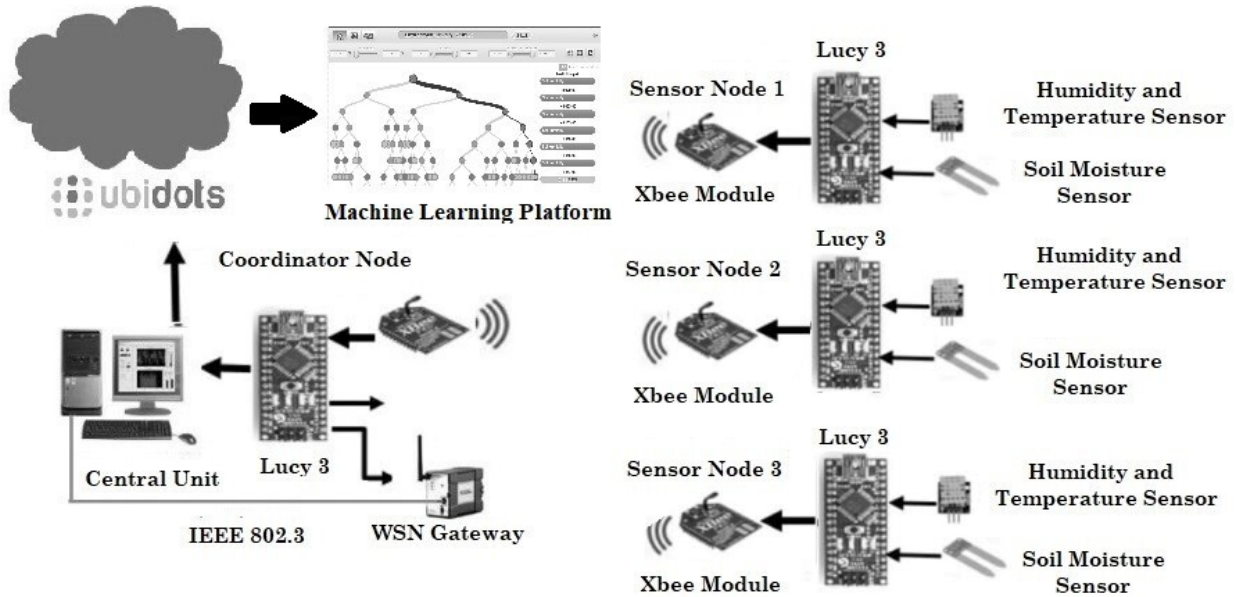 ubidots
Machine Learning Platform
Coordinator Node
Lucy 3
Central Unit
IEEE 802.3
WSN Gateway
Lucy 3
Sensor Node 1
Xbee Module
Humidity and
Temperature Sensor
Soil Moisture
Sensor
Lucy 3
Sensor Node 2
Xbee Module
Humidity and
Temperature Sensor
Soil Moisture
Sensor
Lucy 3
Sensor Node 3
Xbee Module
Humidity and
Temperature Sensor
Soil Moisture
Sensor